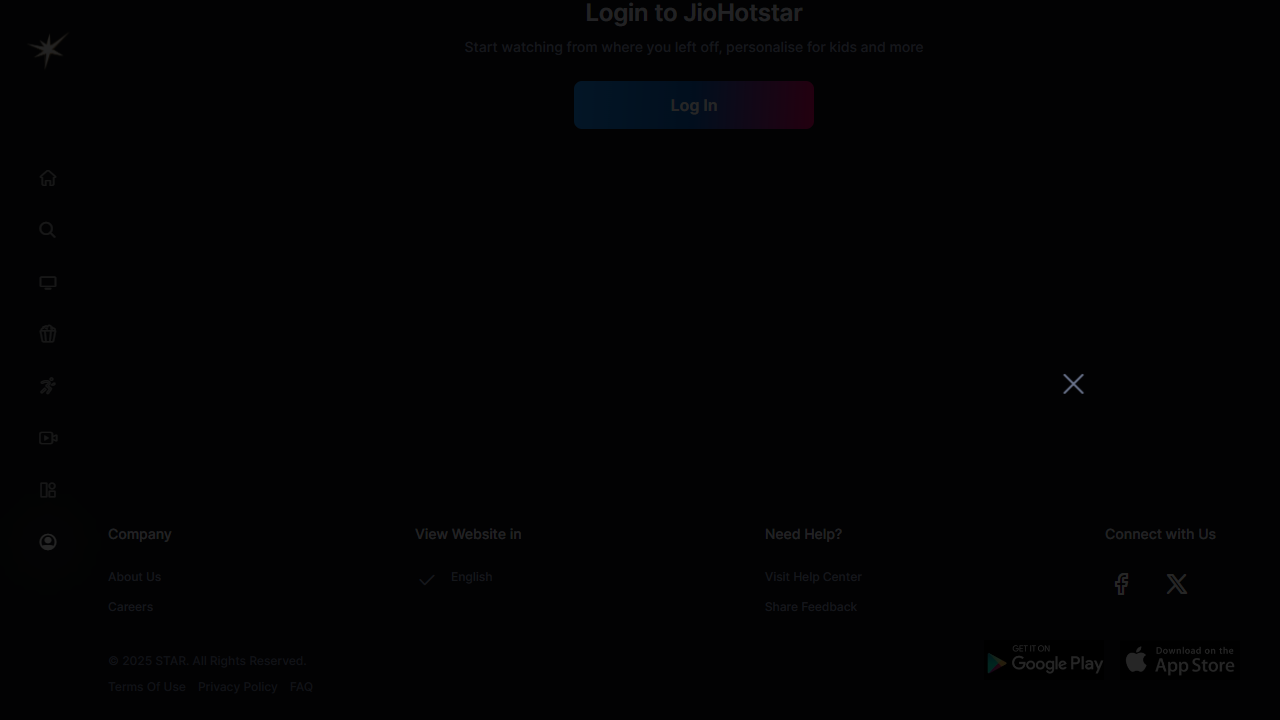 Login to JioHotstar
Start watching from where you left off, personalise for kids and more
Log In
Company
About Us
Careers
View Website in
English
Need Help?
Visit Help Center
Share Feedback
Connect with Us
© 2025 STAR. All Rights Reserved.
Terms Of Use Privacy Policy FAQ
GET IT ON
Google Play
Download on the
App Store